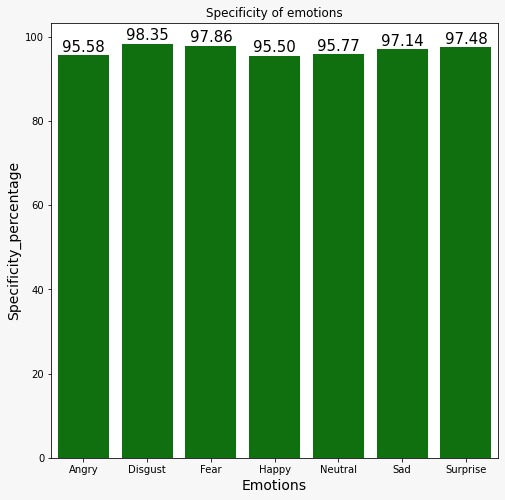 Specificity of emotions
95.58 98.35 97.86 95.50 95.77 97.14 97.48
100
80
60
40
20
0
Specificity_percentage
Angry Disgust Fear Happy Neutral Sad Surprise
Emotions